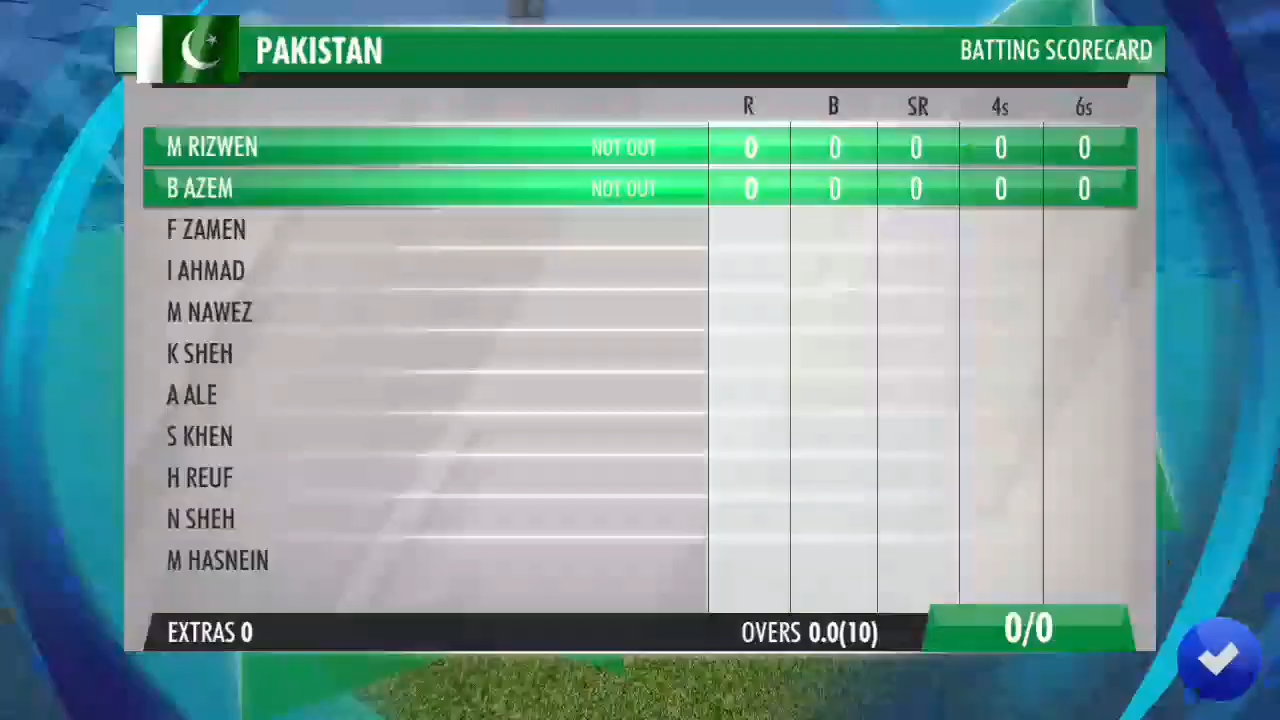 PAKISTAN BATTING SCORECARD
R B SR 4s 6s
M RIZWEN NOT OUT 0 0 0 0 0
B AZEM NOT OUT 0 0 0 0 0
F ZAMEN
I AHMAD
M NAWEZ
K SHEH
A ALE
S KHEN
H REUF
N SHEH
M HASNEIN
EXTRAS 0 OVERS 0.0(10) 0/0